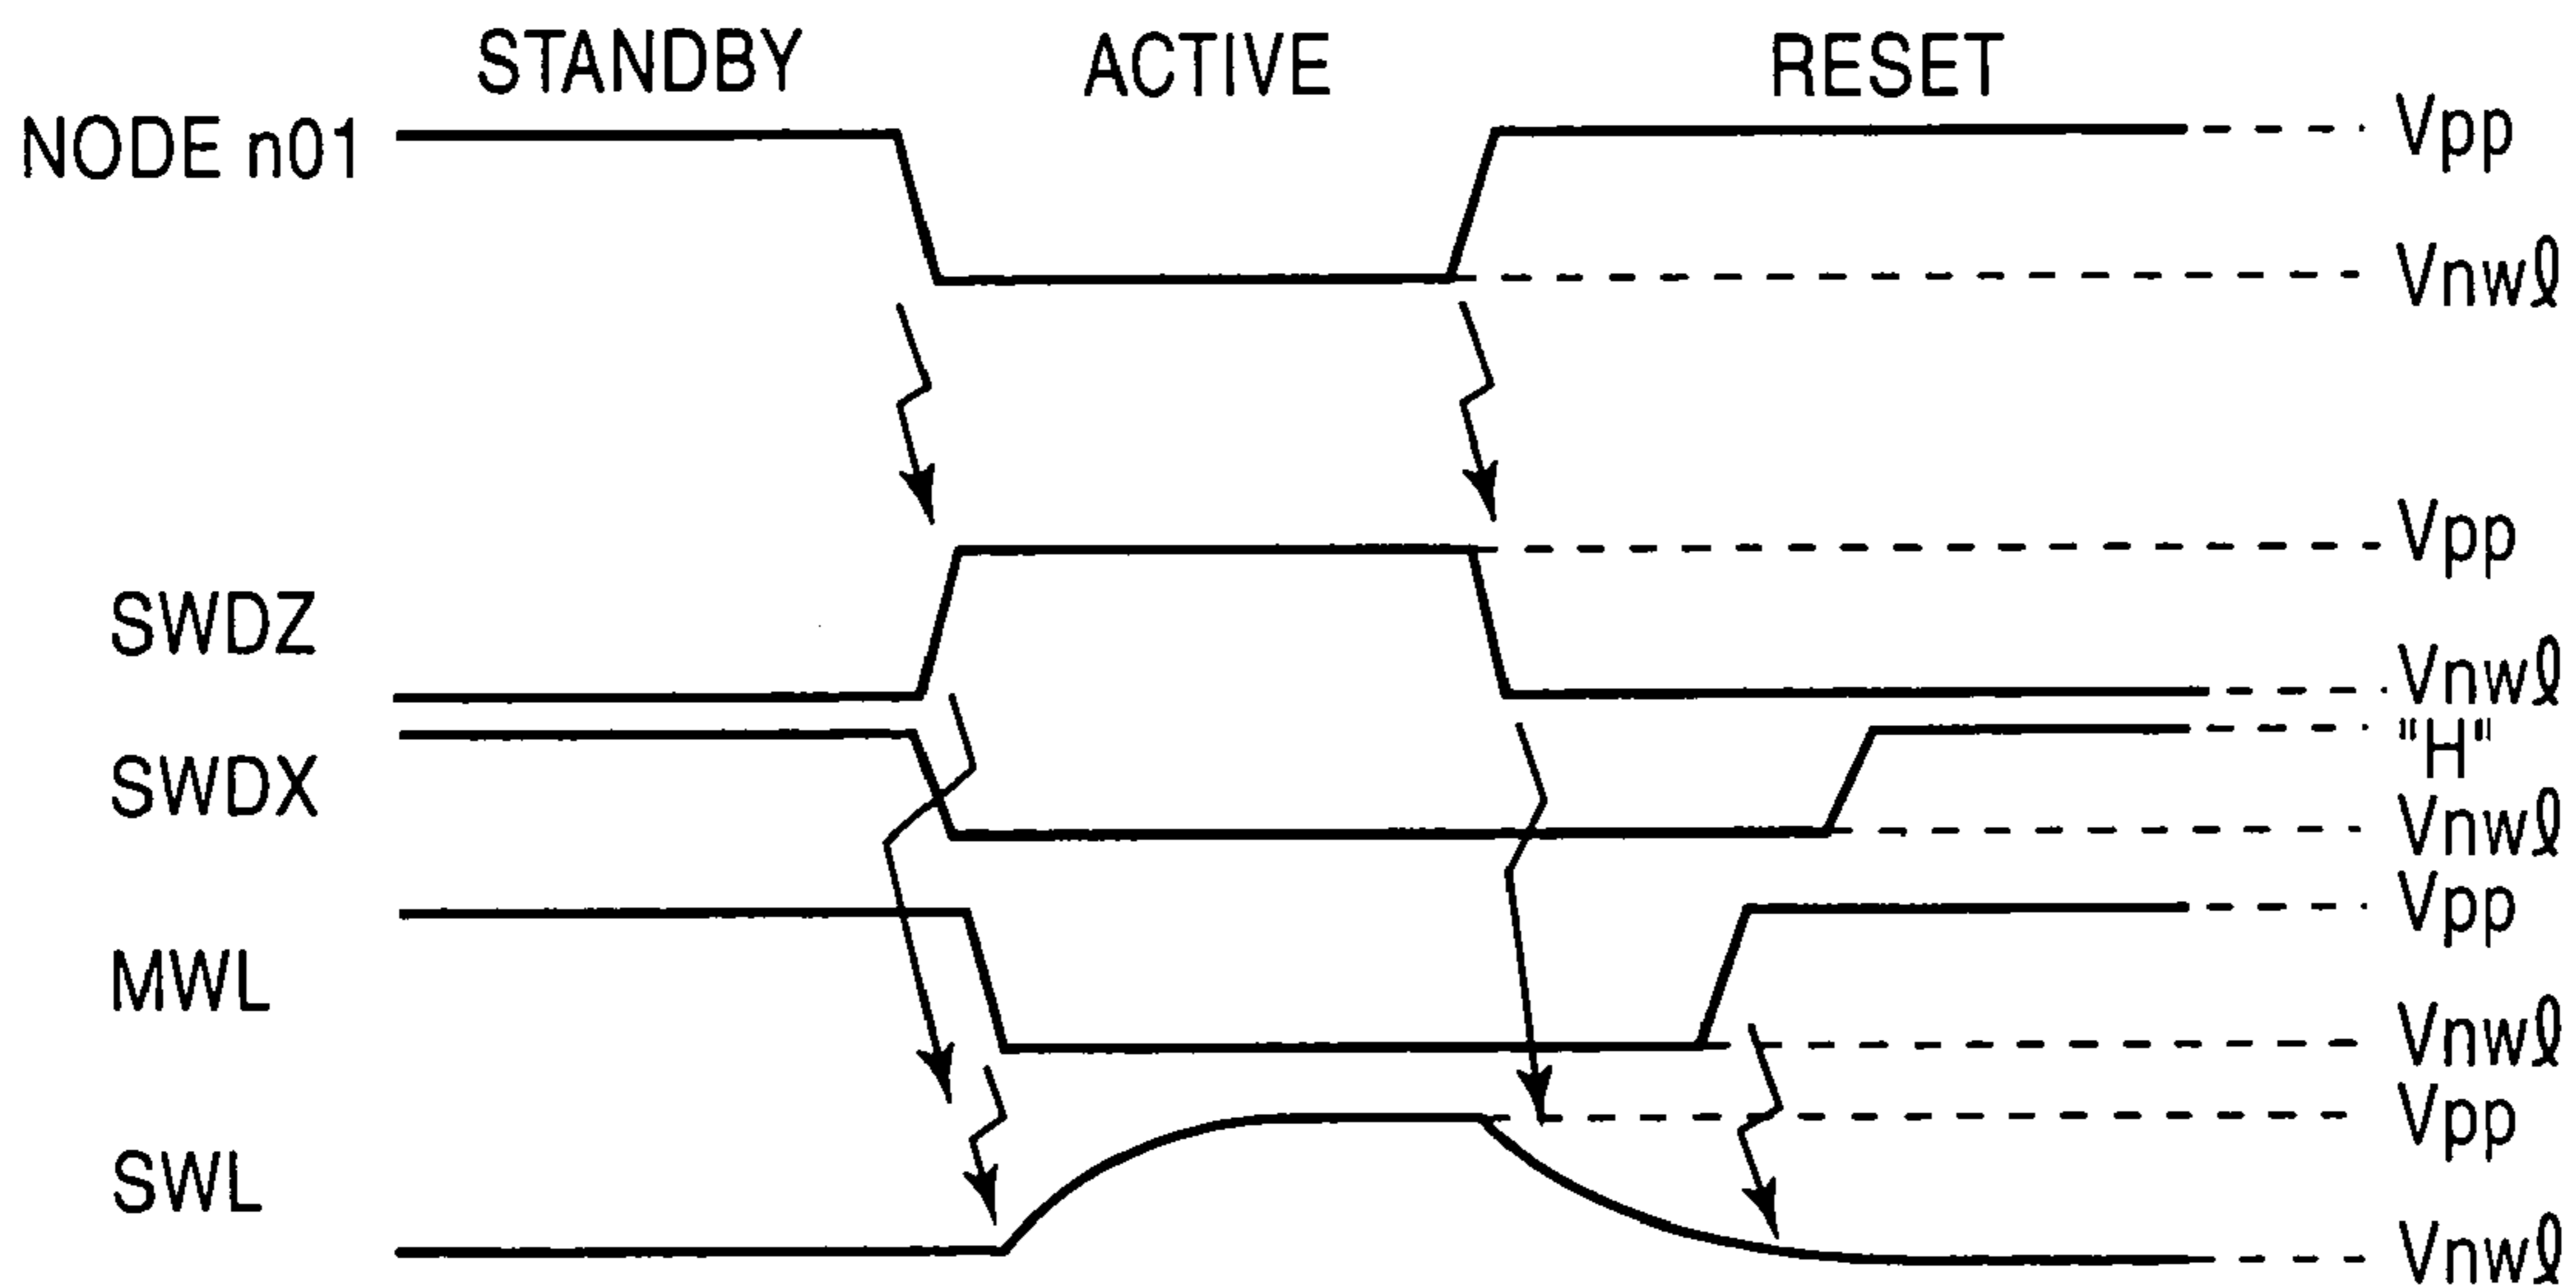 STANDBY ACTIVE RESET
NODE n01 Vpp
Vnwℓ
Vpp
SWDZ
Vnwℓ
"H"
SWDX
Vnwℓ
Vpp
MWL
Vnwℓ
Vpp
SWL
Vnwℓ